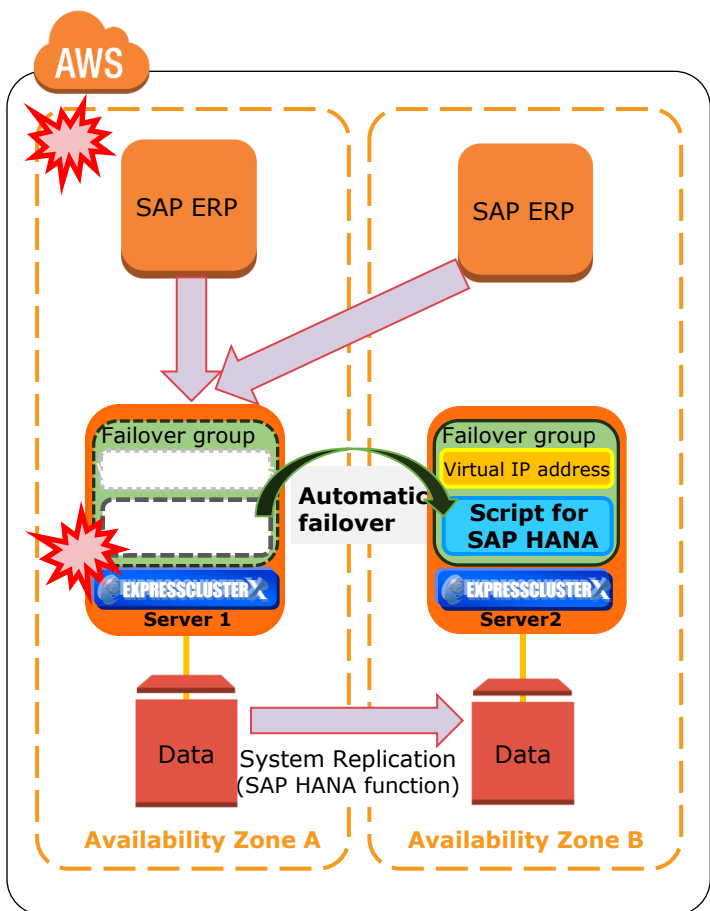 AWS
SAP ERP
SAP ERP
Failover group
Failover group
Virtual IP address
Automatic
failover
Script for
SAP HANA
EXPRESSCLUSTER X
EXPRESSCLUSTER X
Server 1
Server2
Data
Data
System Replication
(SAP HANA function)
Availability Zone A
Availability Zone B